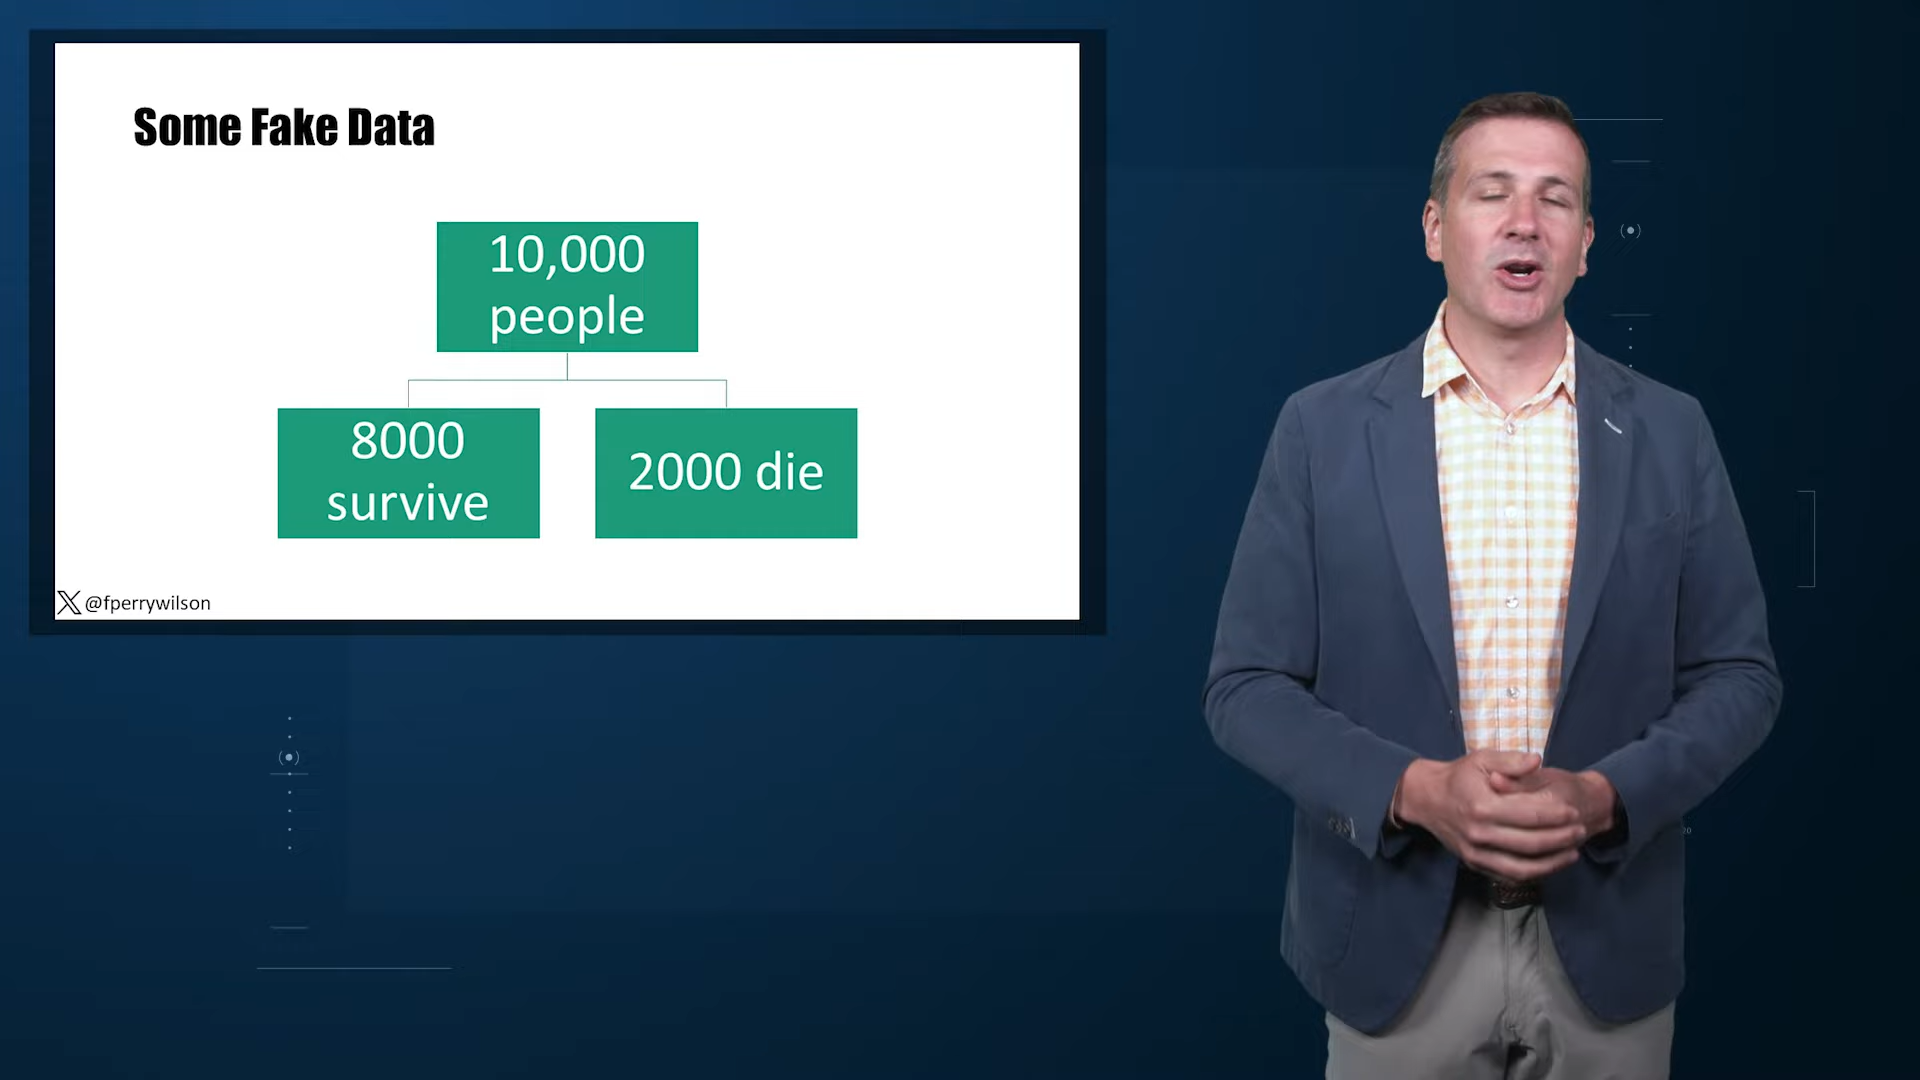 Some Fake Data
10,000
people
8000
survive
2000 die
@fperrywilson